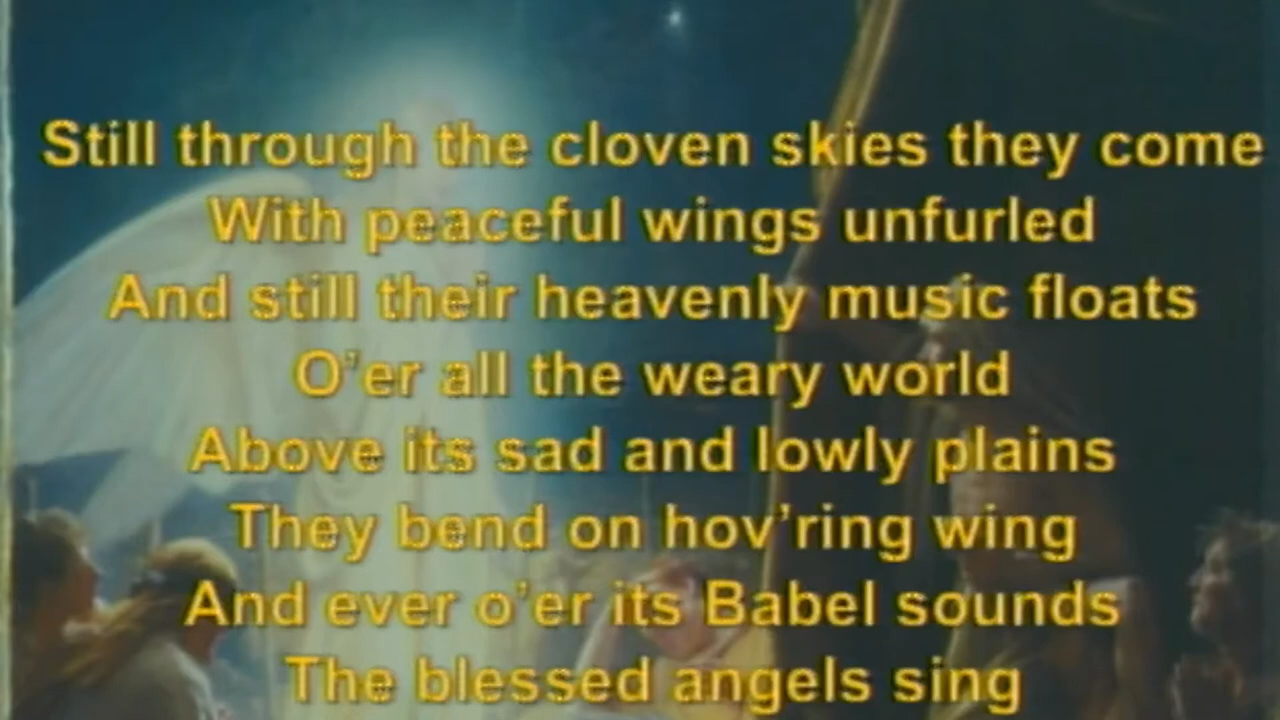 Still through the cloven skies they come
With peaceful wings unfurled
And still their heavenly music floats
O’er all the weary world
Above its sad and lowly plains
They bend on hov’ring wing
And ever o’er its Babel sounds
The blessed angels sing